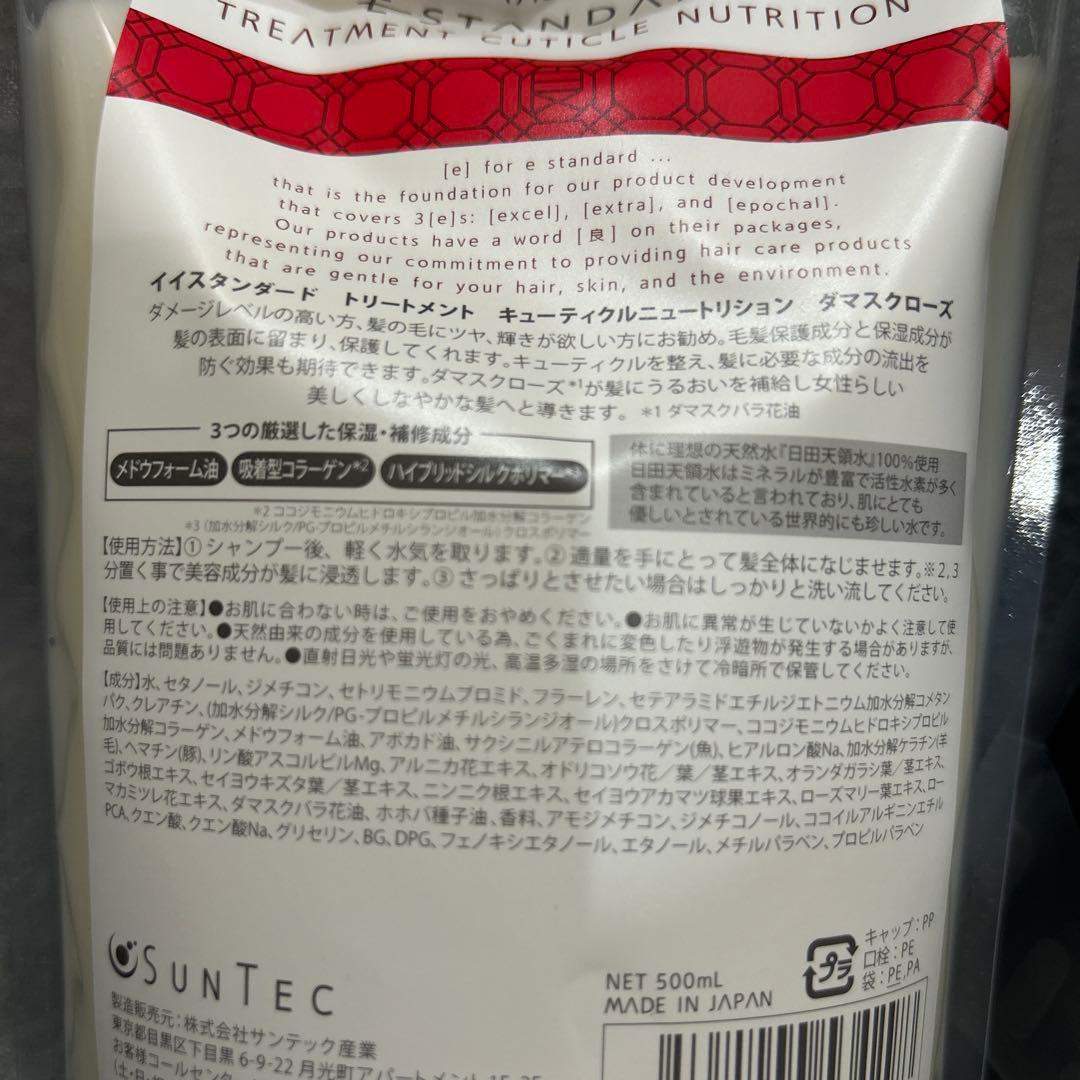 E STANDA
TREATMENT CUTICLE NUTRITION
[e] for e standard ...
that is the foundation for our product development
that covers 3[e]s: [excel], [extra], and [epochal].
Our products have a word [良] on their packages,
representing our commitment to providing hair care products
that are gentle for your hair, skin, and the environment.
イイスタンダード トリートメント キューティクルニュートリション ダマスクローズ
ダメージレベルの高い方、髪の毛にツヤ、輝きが欲しい方にお勧め。毛髪保護成分と保湿成分が
髪の表面に留まり、保護してくれます。キューティクルを整え、髪に必要な成分の流出を
防ぐ効果も期待できます。ダマスクローズ*1が髪にうるおいを補給し女性らしい
美しくしなやかな髪へと導きます。 *1 ダマスクバラ花油
3つの厳選した保湿・補修成分
メドウフォーム油 吸着型コラーゲン*2 ハイブリッドシルクポリマー*3
*2 ココジモニウムヒドロキシプロピル加水分解コラーゲン
*3 (加水分解シルク/PG-プロピルメチルシランジオール)クロスポリマー
体に理想の天然水『日田天領水』100%使用
日田天領水はミネラルが豊富で活性水素が多く
含まれていると言われており、肌にとても
優しいとされている世界的にも珍しい水です。
【使用方法】① シャンプー後、軽く水気を取ります。② 適量を手にとって髪全体になじませます。※2,3
分置く事で美容成分が髪に浸透します。③ さっぱりとさせたい場合はしっかりと洗い流してください。
【使用上の注意】●お肌に合わない時は、ご使用をおやめください。●お肌に異常が生じていないかよく注意して使
用してください。●天然由来の成分を使用している為、ごくまれに変色したり浮遊物が発生する場合がありますが、
品質には問題ありません。●直射日光や蛍光灯の光、高温多湿の場所をさけて冷暗所で保管してください。
【成分】水、セタノール、ジメチコン、セトリモニウムブロミド、フラーレン、セテアラミドエチルジエトニウム加水分解コメタン
パク、クレアチン、(加水分解シルク/PG-プロピルメチルシランジオール)クロスポリマー、ココジモニウムヒドロキシプロピル
加水分解コラーゲン、メドウフォーム油、アボカド油、サクシニルアテロコラーゲン(魚)、ヒアルロン酸Na、加水分解ケラチン(羊
毛)、ヘマチン(豚)、リン酸アスコルビルMg、アルニカ花エキス、オドリコソウ花/葉/茎エキス、オランダガラシ葉/茎エキス、
ゴボウ根エキス、セイヨウキズタ葉/茎エキス、ニンニク根エキス、セイヨウアカマツ球果エキス、ローズマリー葉エキス、ロー
マカミツレ花エキス、ダマスクバラ花油、ホホバ種子油、香料、アモジメチコン、ジメチコノール、ココイルアルギニンエチル
PCA、クエン酸、クエン酸Na、グリセリン、BG、DPG、フェノキシエタノール、エタノール、メチルパラベン、プロピルパラベン
SUNTEC
製造販売元:株式会社サンテック産業
東京都目黒区下目黒 6-9-22 月光町アパートメント
お客様コールセンター
(土・日・
NET 500mL
MADE IN JAPAN
プラ
キャップ:PP
口栓:PE
袋:PE,PA